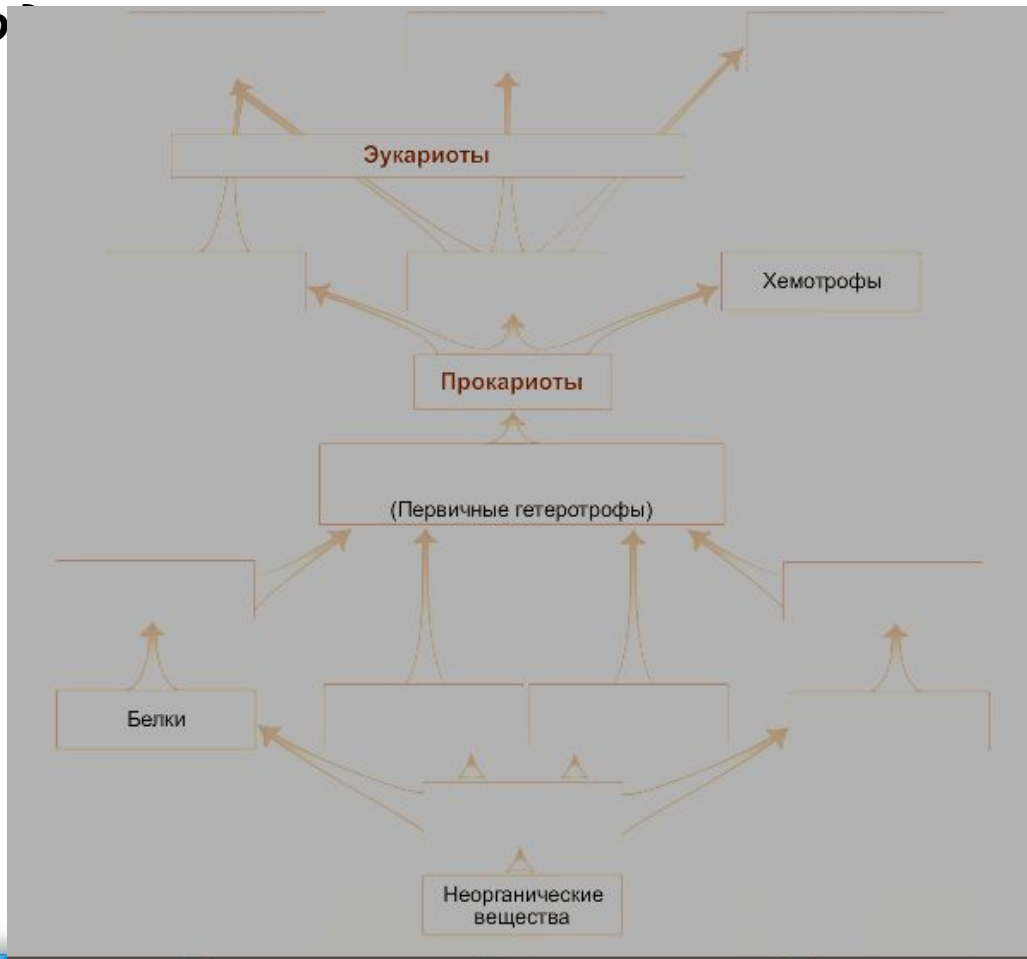 Эукариоты
Хемотрофы
Прокариоты
(Первичные гетеротрофы)
Белки
Неорганические
вещества